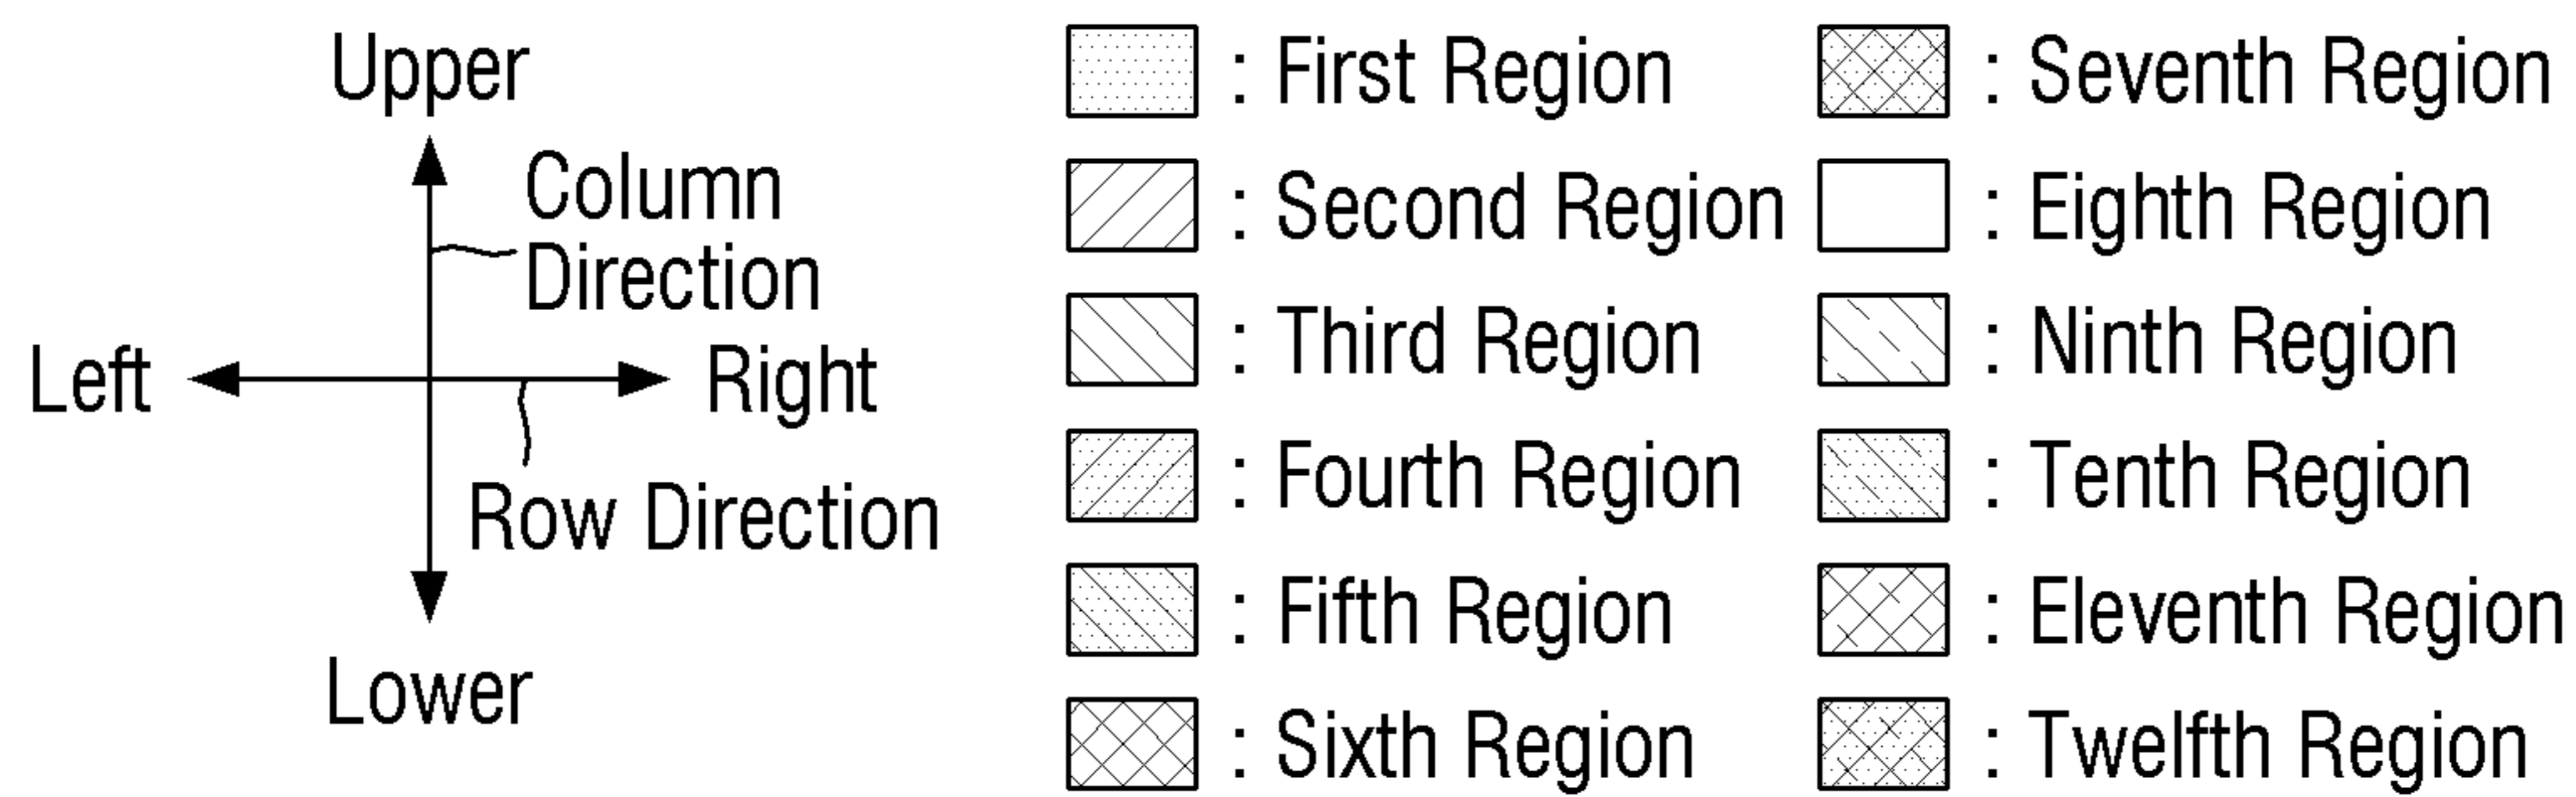 Upper
Column
Direction
Left
Right
Row Direction
Lower
: First Region
: Second Region
: Third Region
: Fourth Region
: Fifth Region
: Sixth Region
: Seventh Region
: Eighth Region
: Ninth Region
: Tenth Region
: Eleventh Region
: Twelfth Region